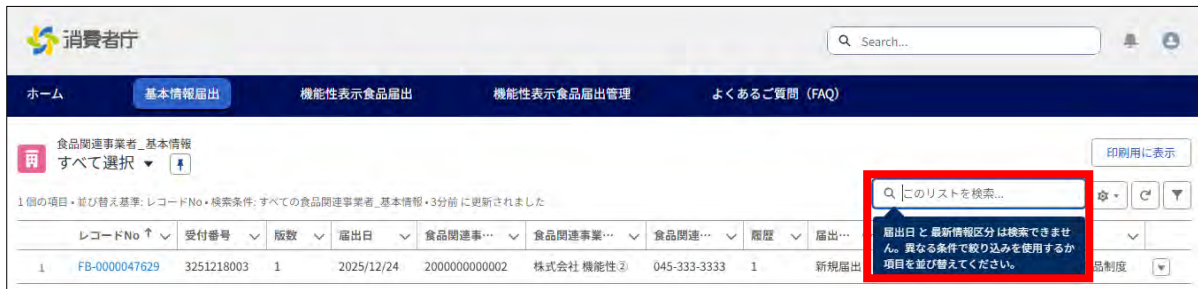 消費者庁
Search...
ホーム 基本情報届出 機能性表示食品届出 機能性表示食品届出管理 よくあるご質問（FAQ）
食品関連事業者_基本情報
すべて選択
印刷用に表示
このリストを検索...
1個の項目•並び替え基準: レコードNo•検索条件: すべての食品関連事業者_基本情報•3分前 に更新されました
レコードNo↑ 受付番号 版数 届出日 食品関連事… 食品関連事業… 食品関連… 履歴 届出…
届出日 と 最新情報区分 は検索できませ
ん。異なる条件で絞り込みを使用するか
項目を並び替えてください。
1 FB-0000047629 3251218003 1 2025/12/24 2000000000002 株式会社 機能性② 045-333-3333 1 新規届出 品制度